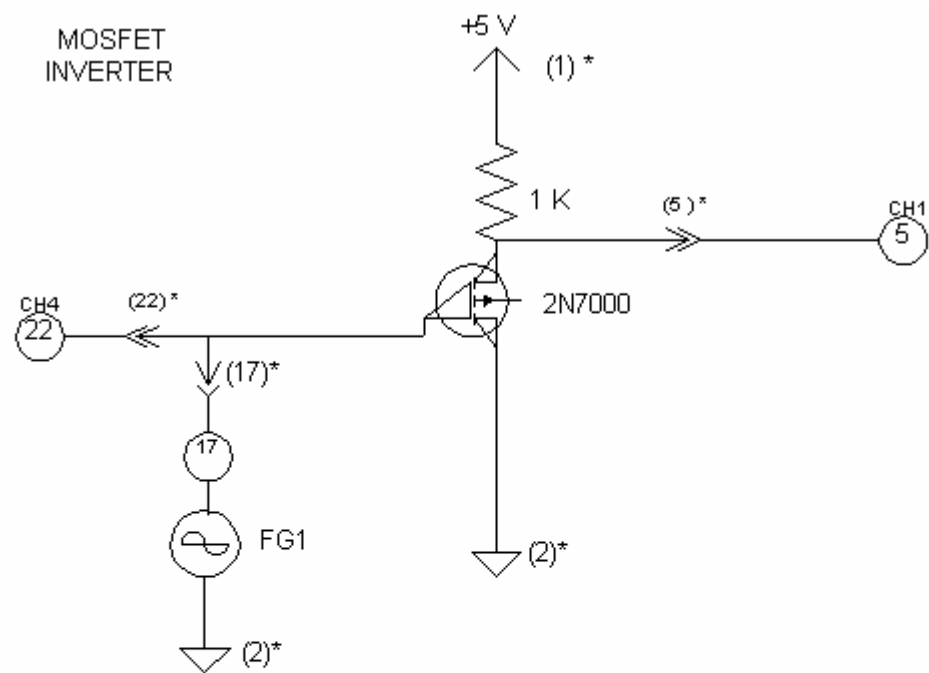 MOSFET
INVERTER
+5 V
(1) *
1 K
(5 )*
CH1
5
2N7000
CH4
22
(22)*
(17)*
17
FG1
(2)*
(2)*